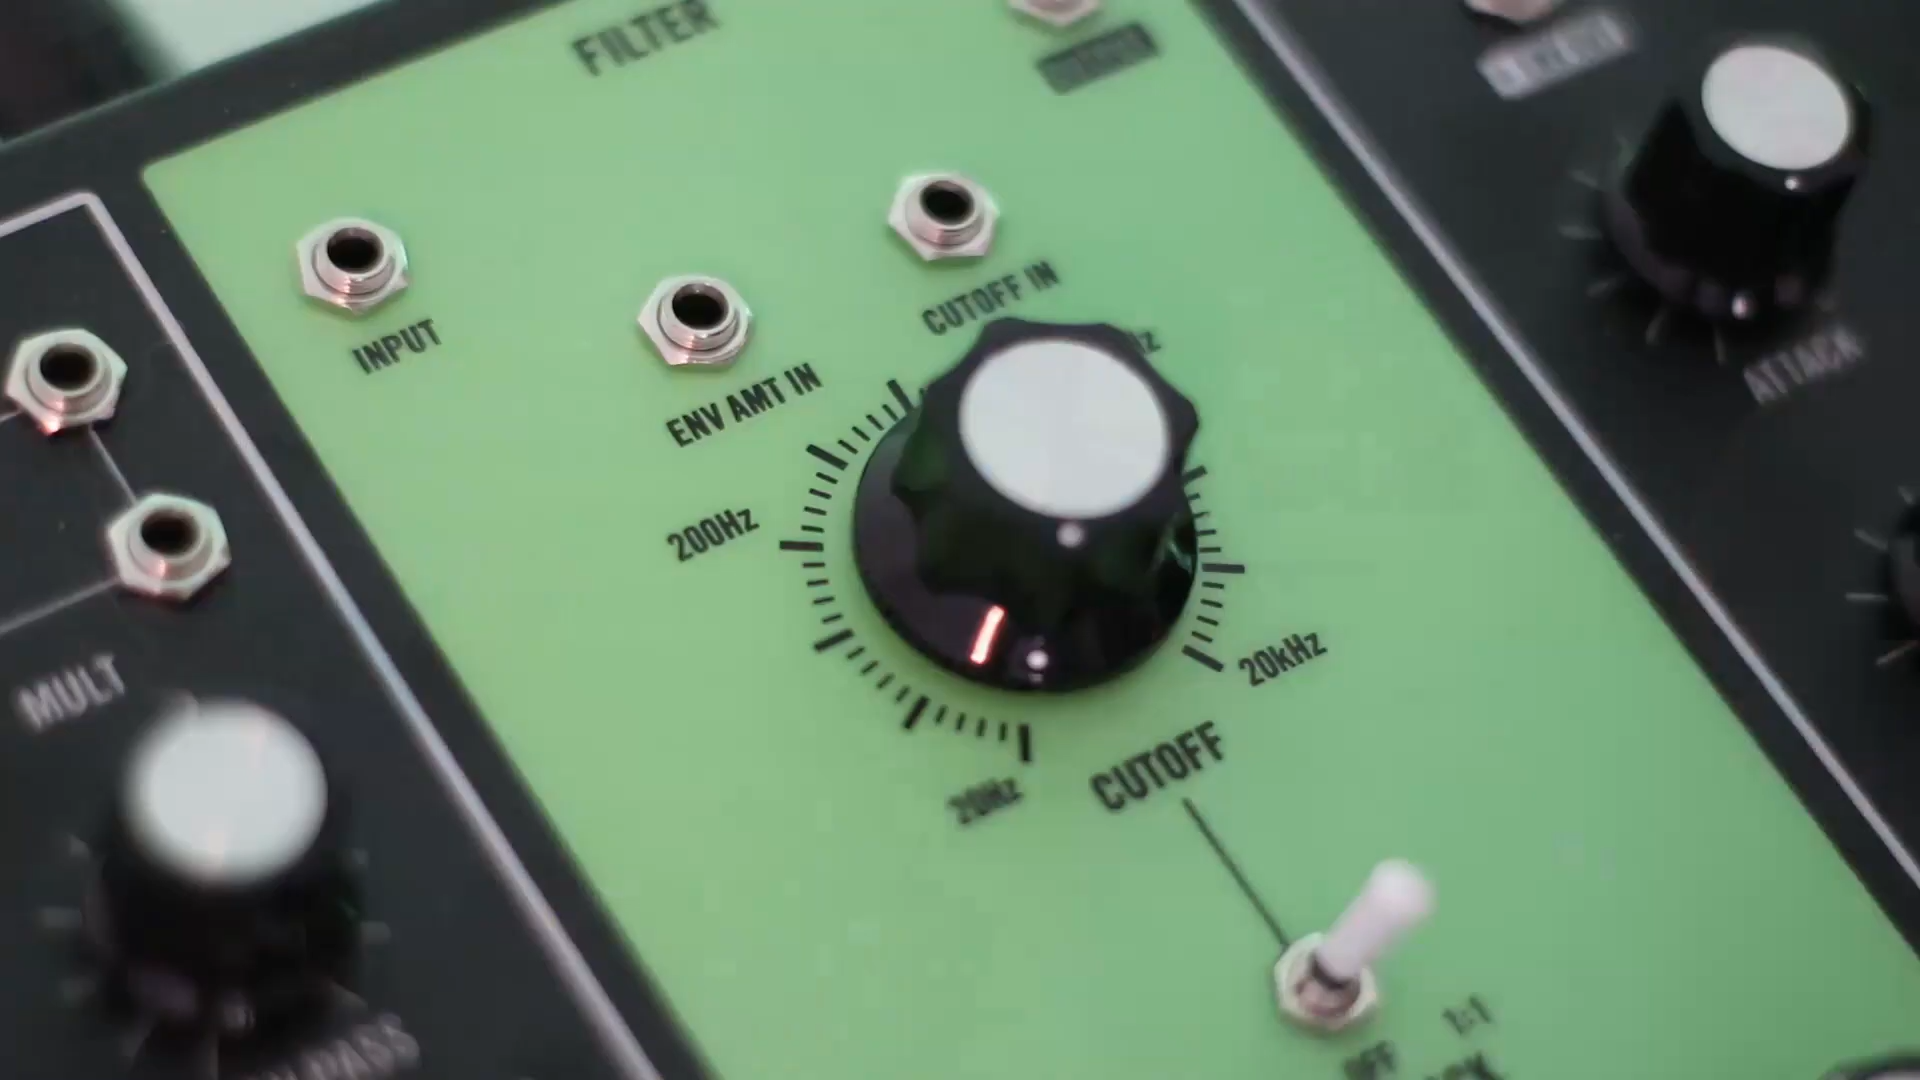 FILTER
INPUT
ENV AMT IN
CUTOFF IN
200Hz
20kHz
20Hz
CUTOFF
MULT
ATTACK
1:1
OFF